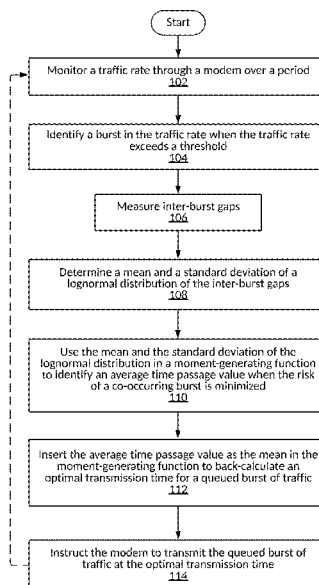 Start
Monitor a traffic rate through a modem over a period
102
Identify a burst in the traffic rate when the traffic rate
exceeds a threshold
104
Measure inter-burst gaps
106
Determine a mean and a standard deviation of a
lognormal distribution of the inter-burst gaps
108
Use the mean and the standard deviation of the
lognormal distribution in a moment-generating function
to identify an average time passage value when the risk
of a co-occurring burst is minimized
110
Insert the average time passage value as the mean in the
moment-generating function to back-calculate an
optimal transmission time for a queued burst of traffic
112
Instruct the modem to transmit the queued burst of
traffic at the optimal transmission time
114